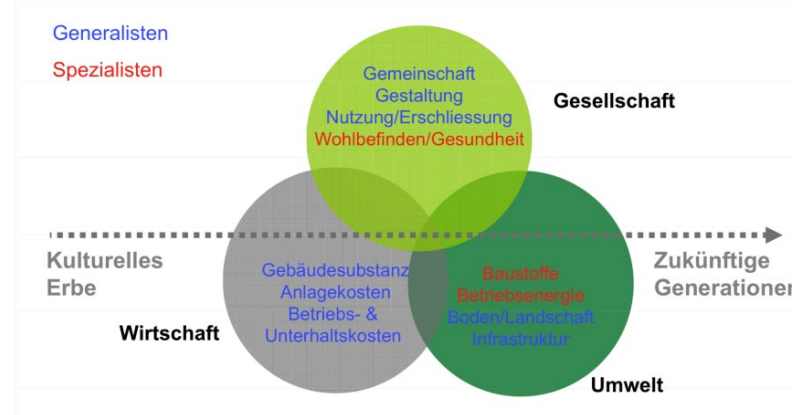 Generalisten
Spezialisten
Gemeinschaft
Gestaltung
Nutzung/Erschliessung
Wohlbefinden/Gesundheit
Gesellschaft
Kulturelles
Erbe
Zukünftige
Generationen
Gebäudesubstanz
Anlagekosten
Betriebs- &
Unterhaltskosten
Wirtschaft
Baustoffe
Betriebsenergie
Boden/Landschaft
Infrastruktur
Umwelt